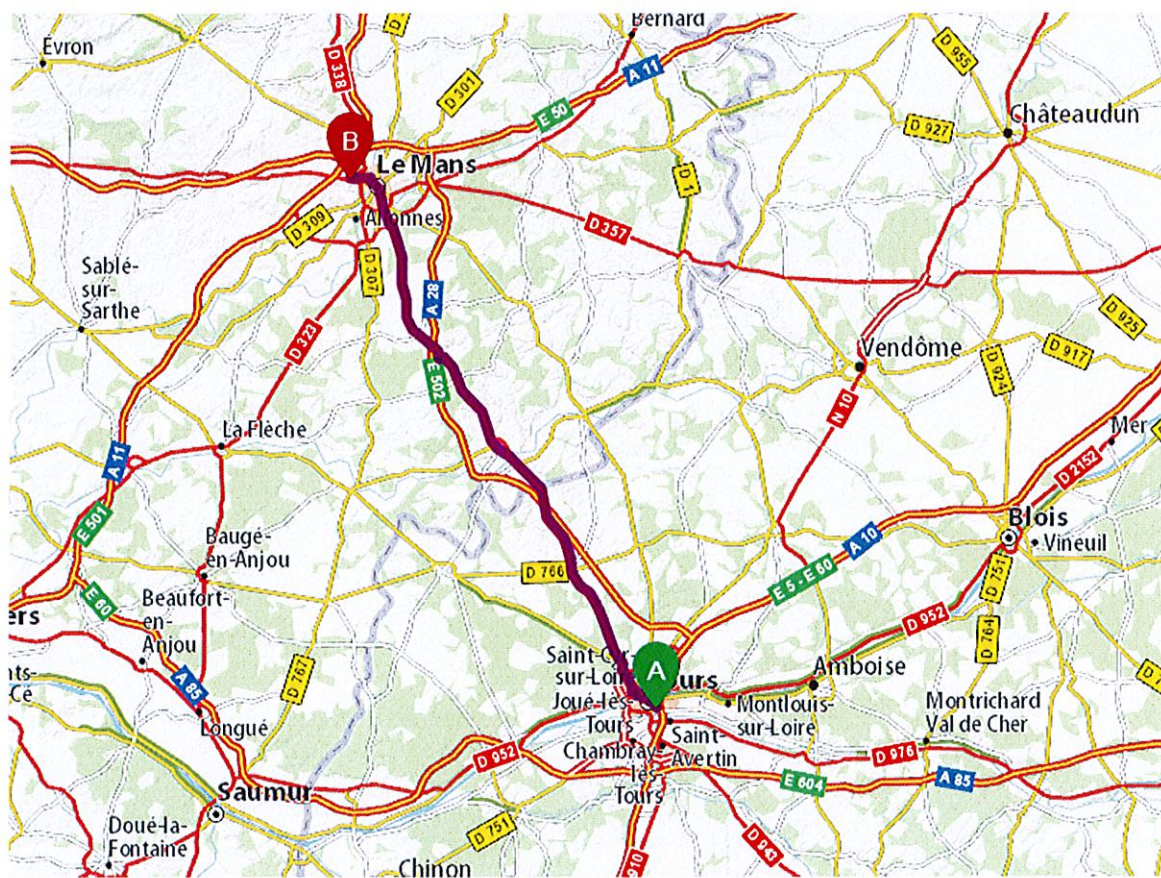 Bernard
D 338
D 301
Evron
A 11
D 955
E 50
Châteaudun
D 927
B
Le Mans
D 1
Allonnes
D 309
D 357
D 307
Sablé-
sur-
Sarthe
A 28
D 323
D 925
Vendôme
D 917
D 924
E 502
N 10
La Flèche
Mer
A 11
D 2152
E 501
Blois
Vineuil
A 10
Baugé-
en-Anjou
D 766
E 5 - E 60
D 751
E 60
Beaufort-
en-
Anjou
ers
D 952
D 764
Saint-Cyr
sur-Loire
A
urs
Amboise
D 767
Joué-lès-
Tours
Montlouis-
sur-Loire
Montrichard
Val de Cher
A 85
Longué
Saint-
Avertin
D 952
Chambray-
lès-
Tours
D 976
E 604
A 85
Saumur
Doué-la-
Fontaine
D 751
D 943
910
Chinon